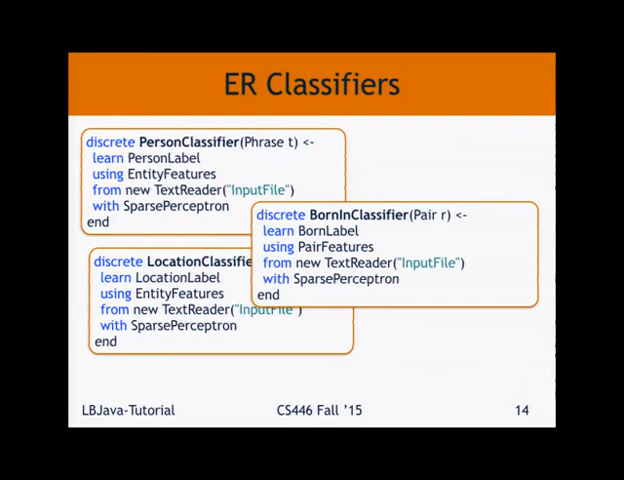 ER Classifiers
discrete PersonClassifier(Phrase t) <-
learn PersonLabel
using EntityFeatures
from new TextReader("InputFile")
with SparsePerceptron
end
discrete BornInClassifier(Pair r) <-
learn BornLabel
using PairFeatures
from new TextReader("InputFile")
with SparsePerceptron
end
discrete LocationClassifie
learn LocationLabel
using EntityFeatures
from new TextReader("InputFile")
with SparsePerceptron
end
LBJava-Tutorial
CS446 Fall '15
14